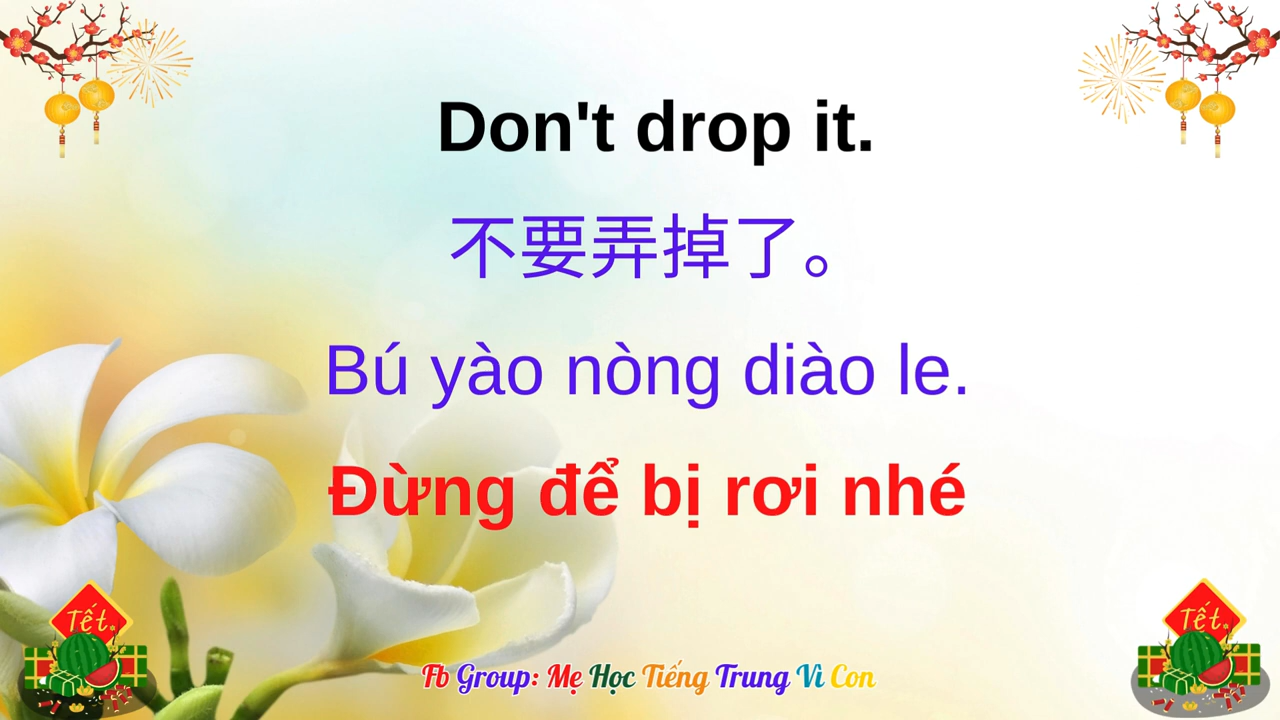 Don't drop it.
不要弄掉了。
Bú yào nòng diào le.
Đừng để bị rơi nhé
Tết
Tết
Fb Group: Mẹ Học Tiếng Trung Vì Con